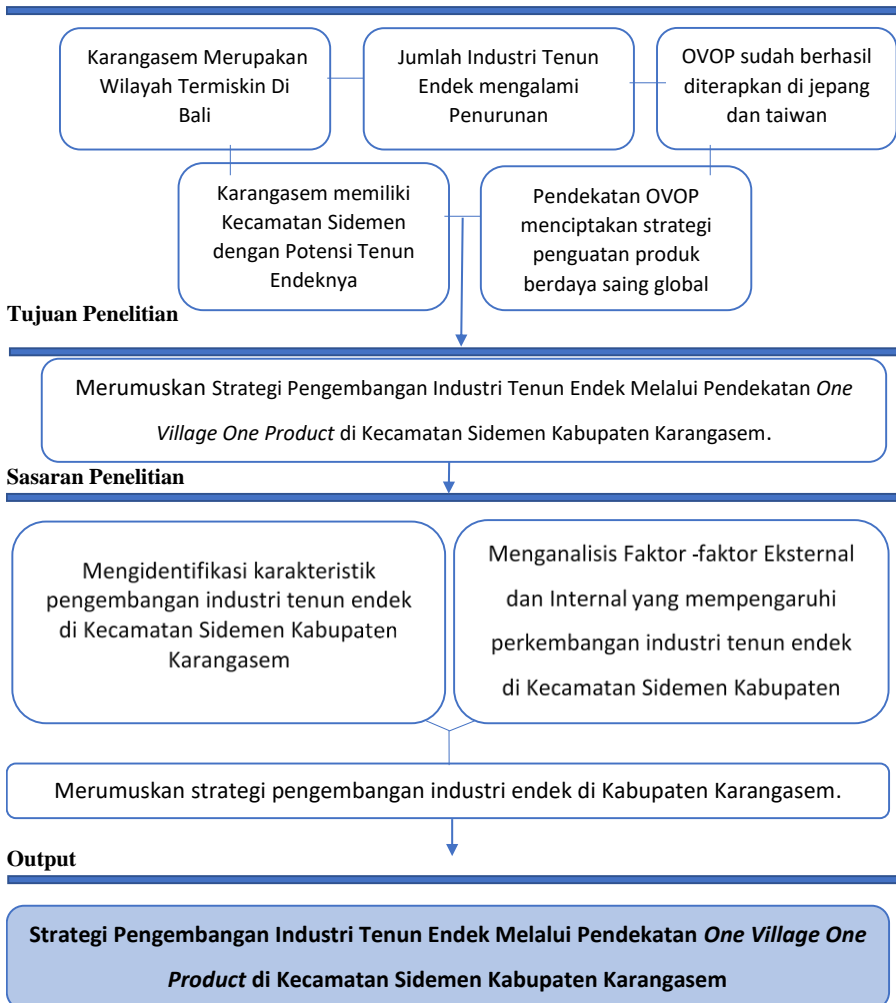 Karangasem Merupakan
Wilayah Termiskin Di
Bali
Jumlah Industri Tenun
Endek mengalami
Penurunan
OVOP sudah berhasil
diterapkan di jepang
dan taiwan
Karangasem memiliki
Kecamatan Sidemen
dengan Potensi Tenun
Endeknya
Pendekatan OVOP
menciptakan strategi
penguatan produk
berdaya saing global
Tujuan Penelitian
Merumuskan Strategi Pengembangan Industri Tenun Endek Melalui Pendekatan One
Village One Product di Kecamatan Sidemen Kabupaten Karangasem.
Sasaran Penelitian
Mengidentifikasi karakteristik
pengembangan industri tenun endek
di Kecamatan Sidemen Kabupaten
Karangasem
Menganalisis Faktor -faktor Eksternal
dan Internal yang mempengaruhi
perkembangan industri tenun endek
di Kecamatan Sidemen Kabupaten
Merumuskan strategi pengembangan industri endek di Kabupaten Karangasem.
Output
Strategi Pengembangan Industri Tenun Endek Melalui Pendekatan One Village One
Product di Kecamatan Sidemen Kabupaten Karangasem